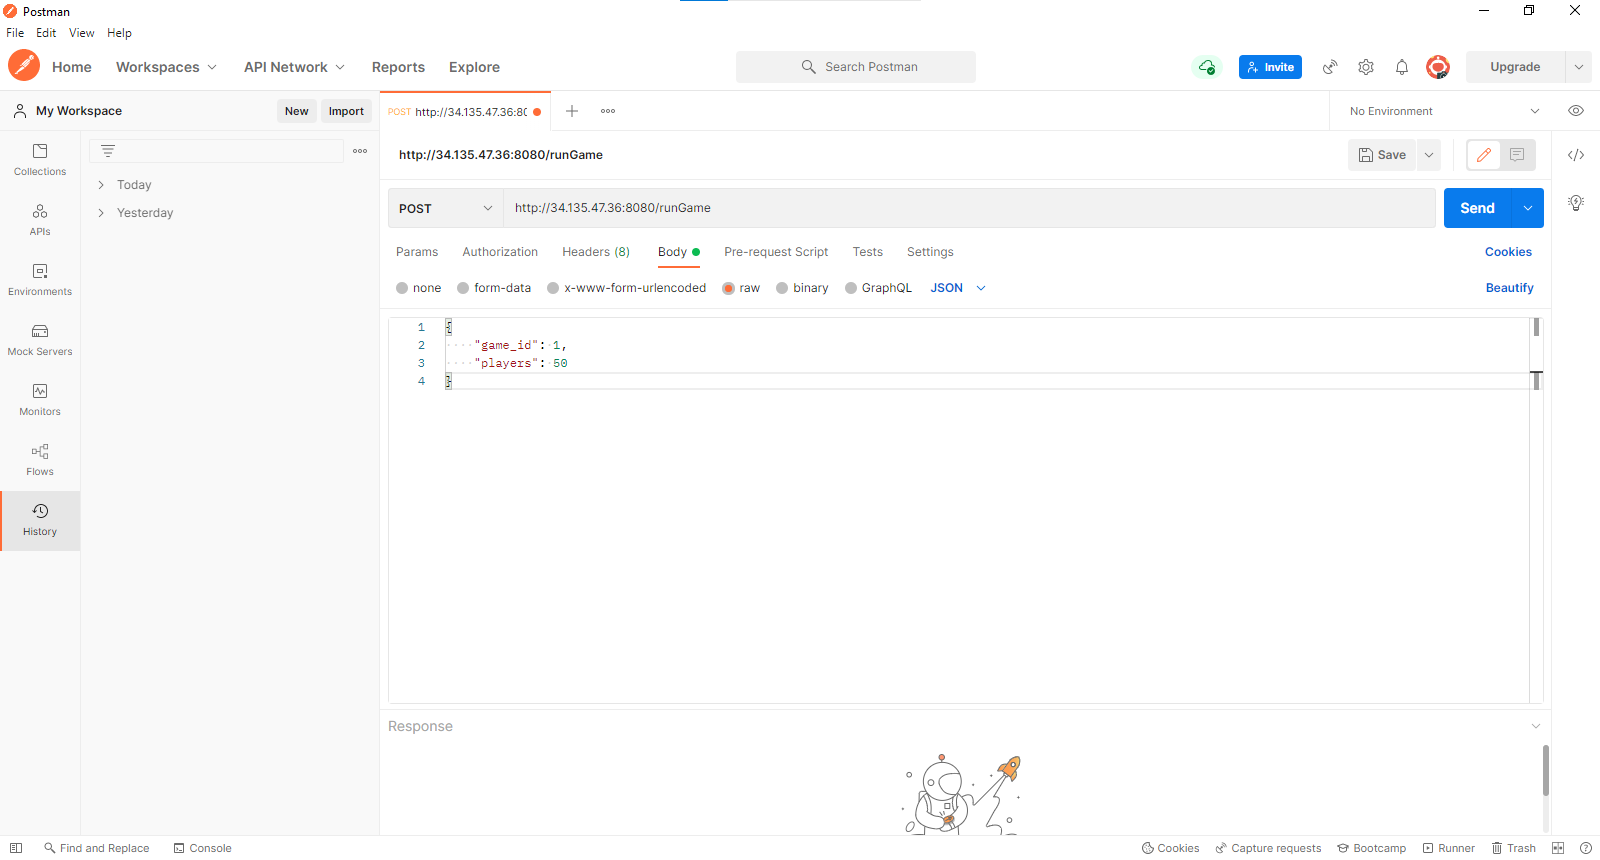 Postman
File Edit View Help
Home Workspaces API Network Reports Explore Search Postman Invite Upgrade
My Workspace New Import POST http://34.135.47.36:80 No Environment
http://34.135.47.36:8080/runGame Save
Collections
Today
Yesterday
APIs
Environments
Mock Servers
Monitors
Flows
History
POST http://34.135.47.36:8080/runGame Send
Params Authorization Headers (8) Body Pre-request Script Tests Settings Cookies
none form-data x-www-form-urlencoded raw binary GraphQL JSON Beautify
1 {
2 "game_id": 1,
3 "players": 50
4 }
Response
Find and Replace Console Cookies Capture requests Bootcamp Runner Trash